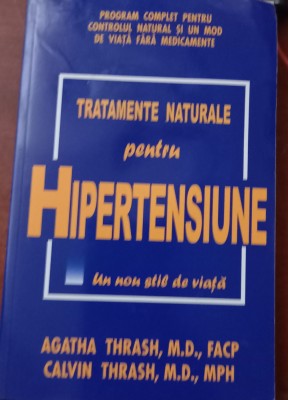 PROGRAM COMPLET PENTRU
CONTROLUL NATURAL ȘI UN MOD
DE VIAȚĂ FĂRĂ MEDICAMENTE
TRATAMENTE NATURALE
pentru
HIPERTENSIUNE
Un nou stil de viață
AGATHA THRASH, M.D., FACP
CALVIN THRASH, M.D., MPH